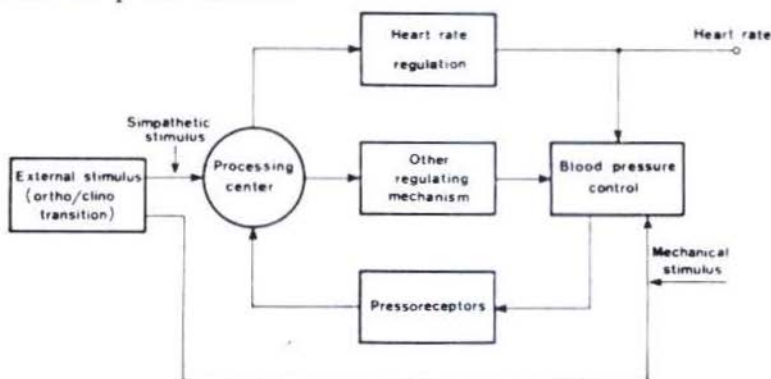 Heart rate
regulation
Heart rate
Simpathetic
stimulus
External stimulus
(ortho/clino
transition)
Processing
center
Other
regulating
mechanism
Blood pressure
control
Mechanical
stimulus
Pressoreceptors